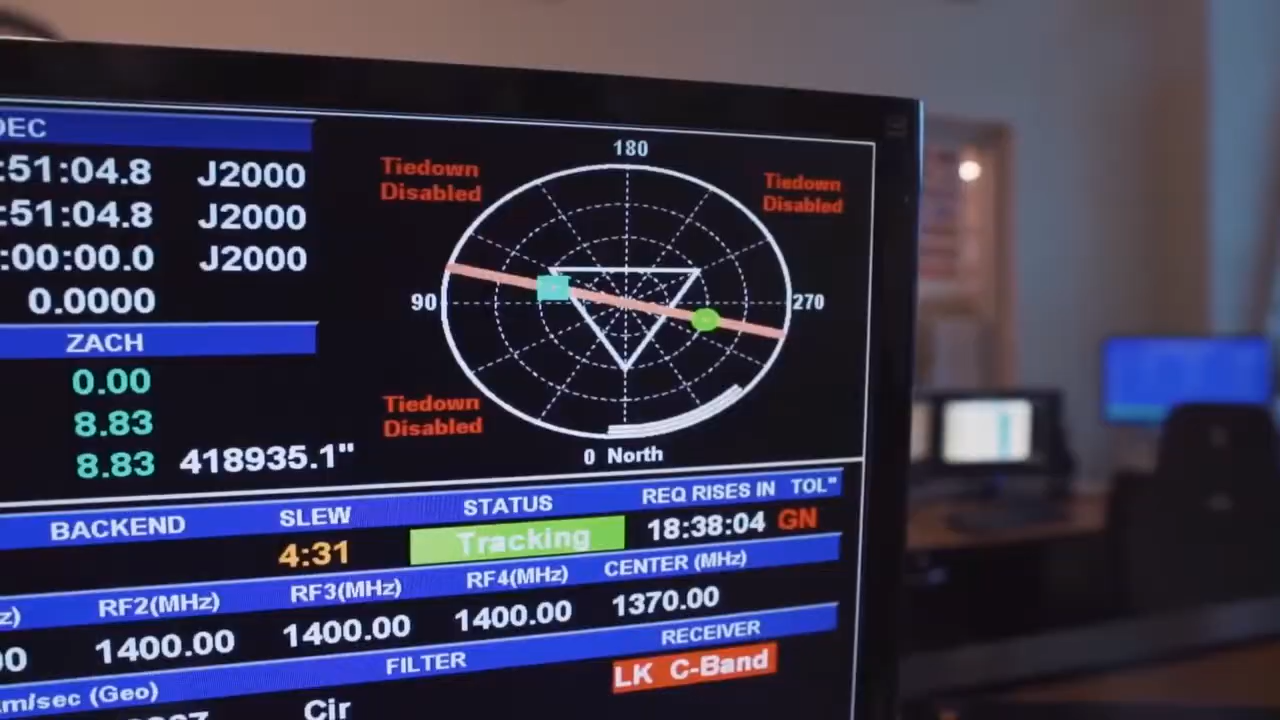 DEC
:51:04.8 J2000
:51:04.8 J2000
:00:00.0 J2000
0.0000
ZACH
0.00
8.83
8.83 418935.1"
180
Tiedown
Disabled
Tiedown
Disabled
90
270
Tiedown
Disabled
0 North
BACKEND SLEW STATUS REQ RISES IN TOL"
4:31 Tracking 18:38:04 GN
z) RF2(MHz) RF3(MHz) RF4(MHz) CENTER (MHz)
00 1400.00 1400.00 1400.00 1370.00
m/sec (Geo) FILTER RECEIVER
Cir LK C-Band